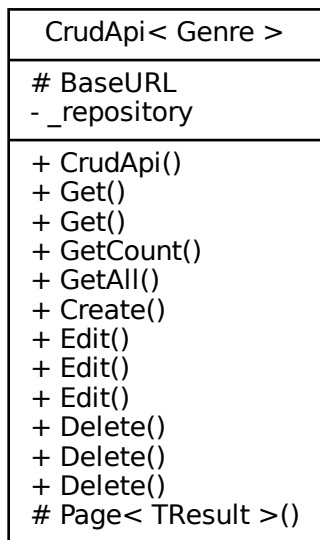 CrudApi< Genre >
# BaseURL
- _repository
+ CrudApi()
+ Get()
+ Get()
+ GetCount()
+ GetAll()
+ Create()
+ Edit()
+ Edit()
+ Edit()
+ Delete()
+ Delete()
+ Delete()
# Page< TResult >()